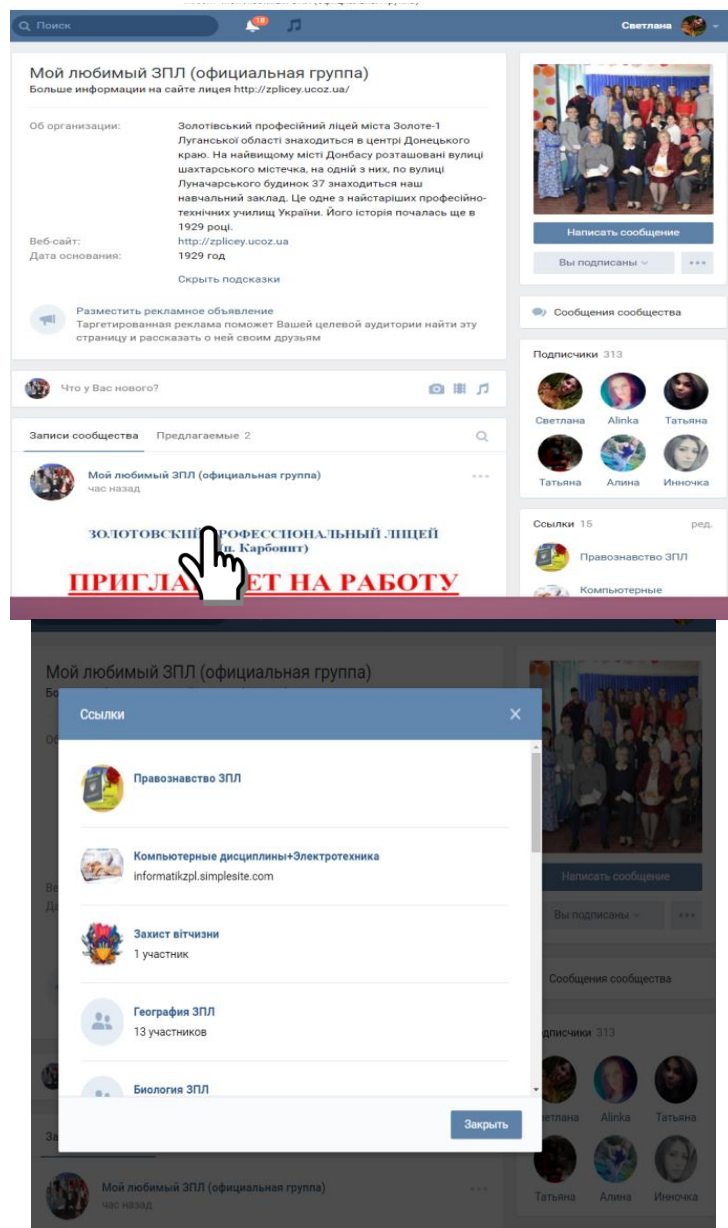 Поиск
18
Светлана
Мой любимый ЗПЛ (официальная группа)
Больше информации на сайте лицея http://zplicey.ucoz.ua/
Об организации:
Золотівський професійний ліцей міста Золоте-1
Луганської області знаходиться в центрі Донецького
краю. На найвищому місті Донбасу розташовані вулиці
шахтарського містечка, на одній з них, по вулиці
Луначарського будинок 37 знаходиться наш
навчальний заклад. Це одне з найстаріших професійно-
технічних училищ України. Його історія почалась ще в
1929 році.
Веб-сайт: http://zplicey.ucoz.ua
Дата основания: 1929 год
Скрыть подсказки
Разместить рекламное объявление
Таргетированная реклама поможет Вашей целевой аудитории найти эту
страницу и рассказать о ней своим друзьям
Что у Вас нового?
Записи сообщества Предлагаемые 2
Мой любимый ЗПЛ (официальная группа)
час назад
ЗОЛОТОВСКИЙ ПРОФЕССИОНАЛЬНЫЙ ЛИЦЕЙ
(п. Карбонит)
ПРИГЛАШАЕТ НА РАБОТУ
Написать сообщение
Вы подписаны
Сообщения сообщества
Подписчики 313
Светлана Alinka Татьяна
Татьяна Алина Инночка
Ссылки 15 ред.
Правознавство ЗПЛ
Компьютерные
Мой любимый ЗПЛ (официальная группа)
Ссылки
Правознавство ЗПЛ
Компьютерные дисциплины+Электротехника
informatikzpl.simplesite.com
Захист вітчизни
1 участник
География ЗПЛ
13 участников
Биология ЗПЛ
Закрыть
Написать сообщение
Вы подписаны
Сообщения сообщества
дписчики 313
етлана Alinka Татьяна
Татьяна Алина Инночка
Мой любимый ЗПЛ (официальная группа)
час назад